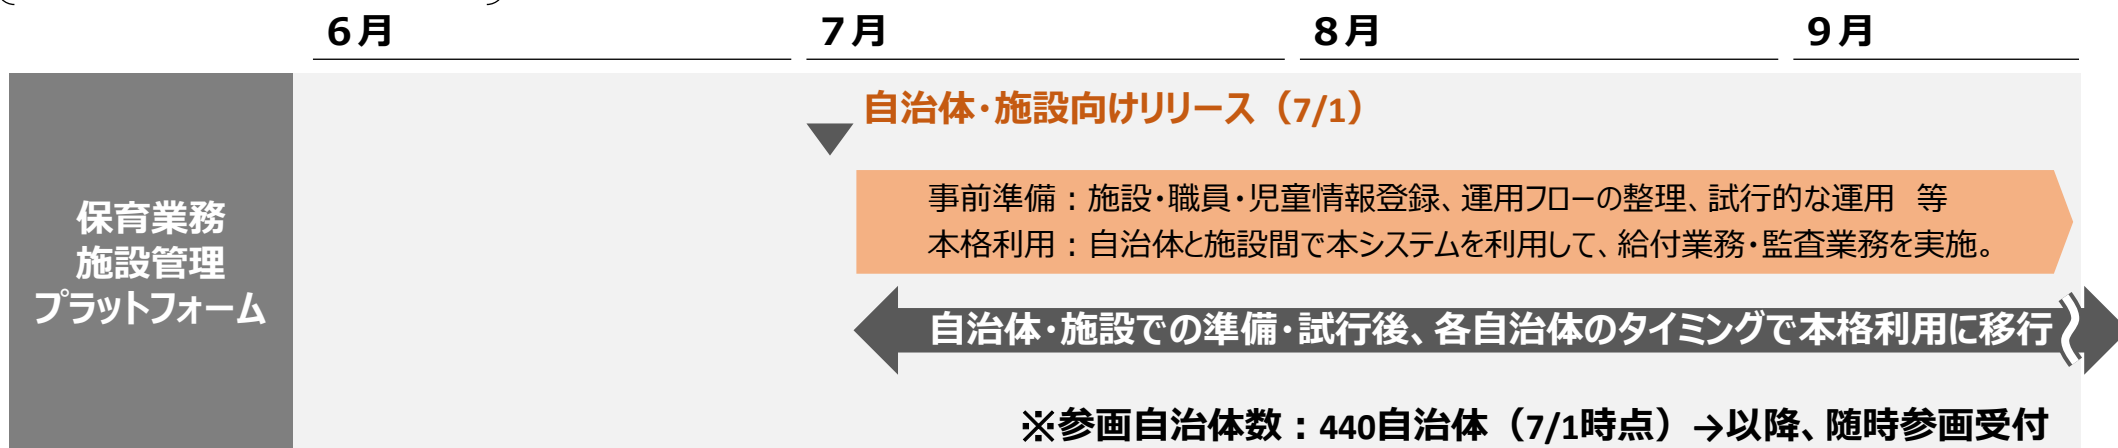 6月 7月 8月 9月
保育業務
施設管理
プラットフォーム
自治体・施設向けリリース（7/1）
事前準備：施設・職員・児童情報登録、運用フローの整理、試行的な運用　等
本格利用：自治体と施設間で本システムを利用して、給付業務・監査業務を実施。
自治体・施設での準備・試行後、各自治体のタイミングで本格利用に移行
※参画自治体数：440自治体（7/1時点）→以降、随時参画受付